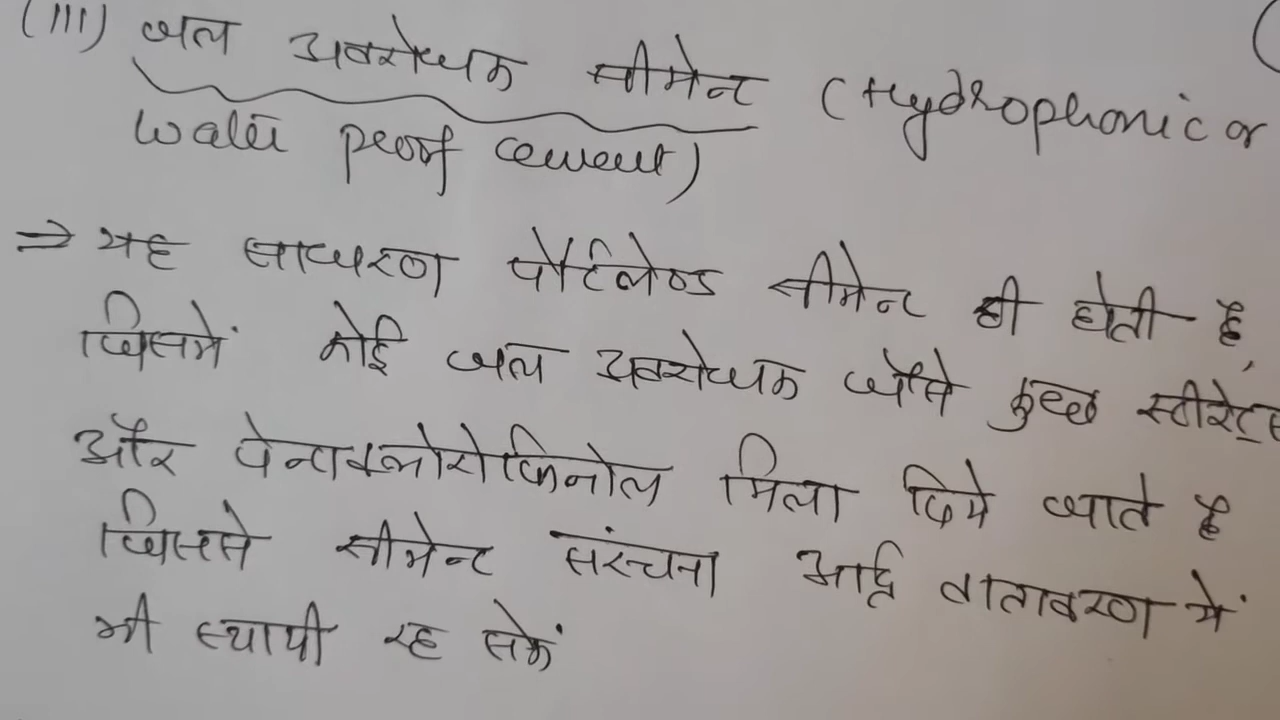 (III) जल अवरोधक सीमेन्ट (Hydrophonic or
Water proof cement)
⇒ यह साधारण पोर्टलेण्ड सीमेन्ट ही होती है,
जिसमें कोई जल अवरोधक जैसे कुछ स्टीरेट्स
और पेन्टाक्लोरोफिनोल मिला दिये जाते है
जिससे सीमेन्ट संरचना आर्द्र वातावरण में
भी स्थायी रह सकें